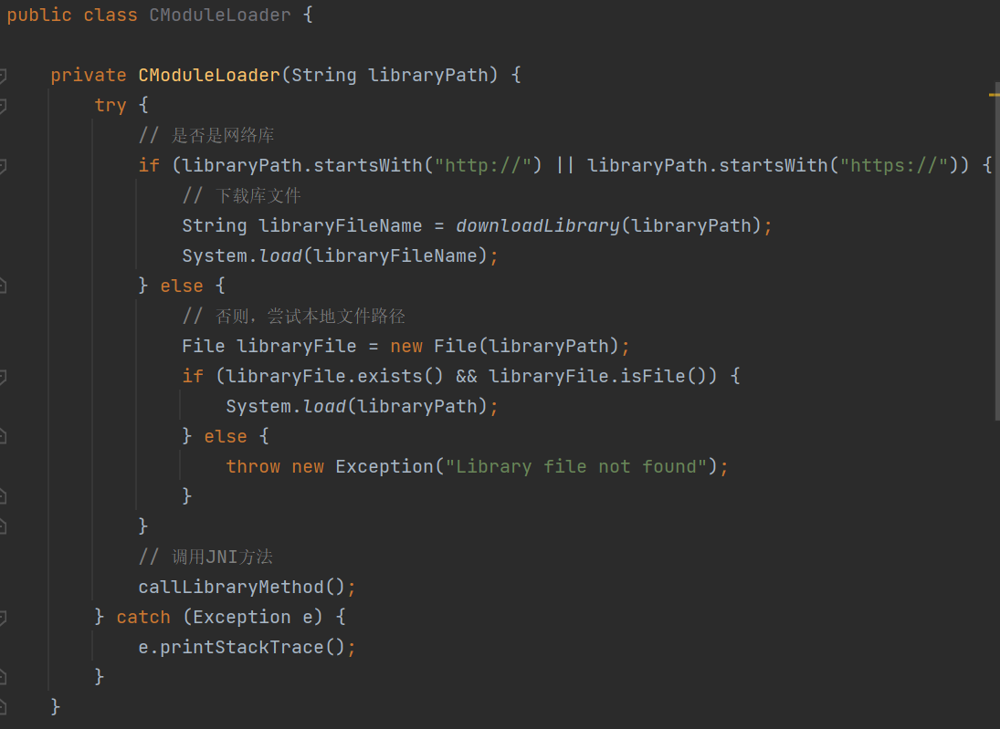 public class CModuleLoader {
    private CModuleLoader(String libraryPath) {
        try {
            // 是否是网络库
            if (libraryPath.startsWith("http://") || libraryPath.startsWith("https://")) {
                // 下载库文件
                String libraryFileName = downloadLibrary(libraryPath);
                System.load(libraryFileName);
            } else {
                // 否则，尝试本地文件路径
                File libraryFile = new File(libraryPath);
                if (libraryFile.exists() && libraryFile.isFile()) {
                    System.load(libraryPath);
                } else {
                    throw new Exception("Library file not found");
                }
            }
            // 调用JNI方法
            callLibraryMethod();
        } catch (Exception e) {
            e.printStackTrace();
        }
    }